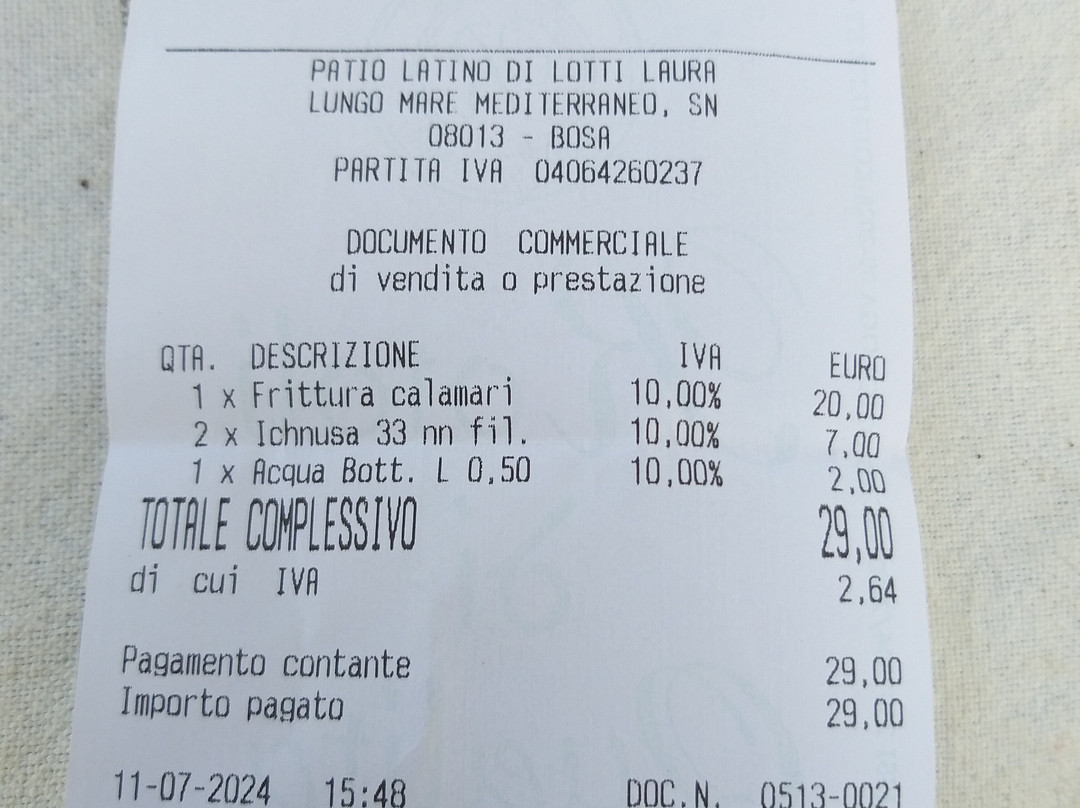 PATIO LATINO DI LOTTI LAURA
LUNGO MARE MEDITERRANEO, SN
08013 - BOSA
PARTITA IVA 04064260237
DOCUMENTO COMMERCIALE
di vendita o prestazione
QTA. DESCRIZIONE IVA EURO
1 x Frittura calamari 10,00% 20,00
2 x Ichnusa 33 nn fil. 10,00% 7,00
1 x Acqua Bott. L 0,50 10,00% 2,00
TOTALE COMPLESSIVO 29,00
di cui IVA 2,64
Pagamento contante 29,00
Importo pagato 29,00
11-07-2024 15:48 DOC.N. 0513-0021